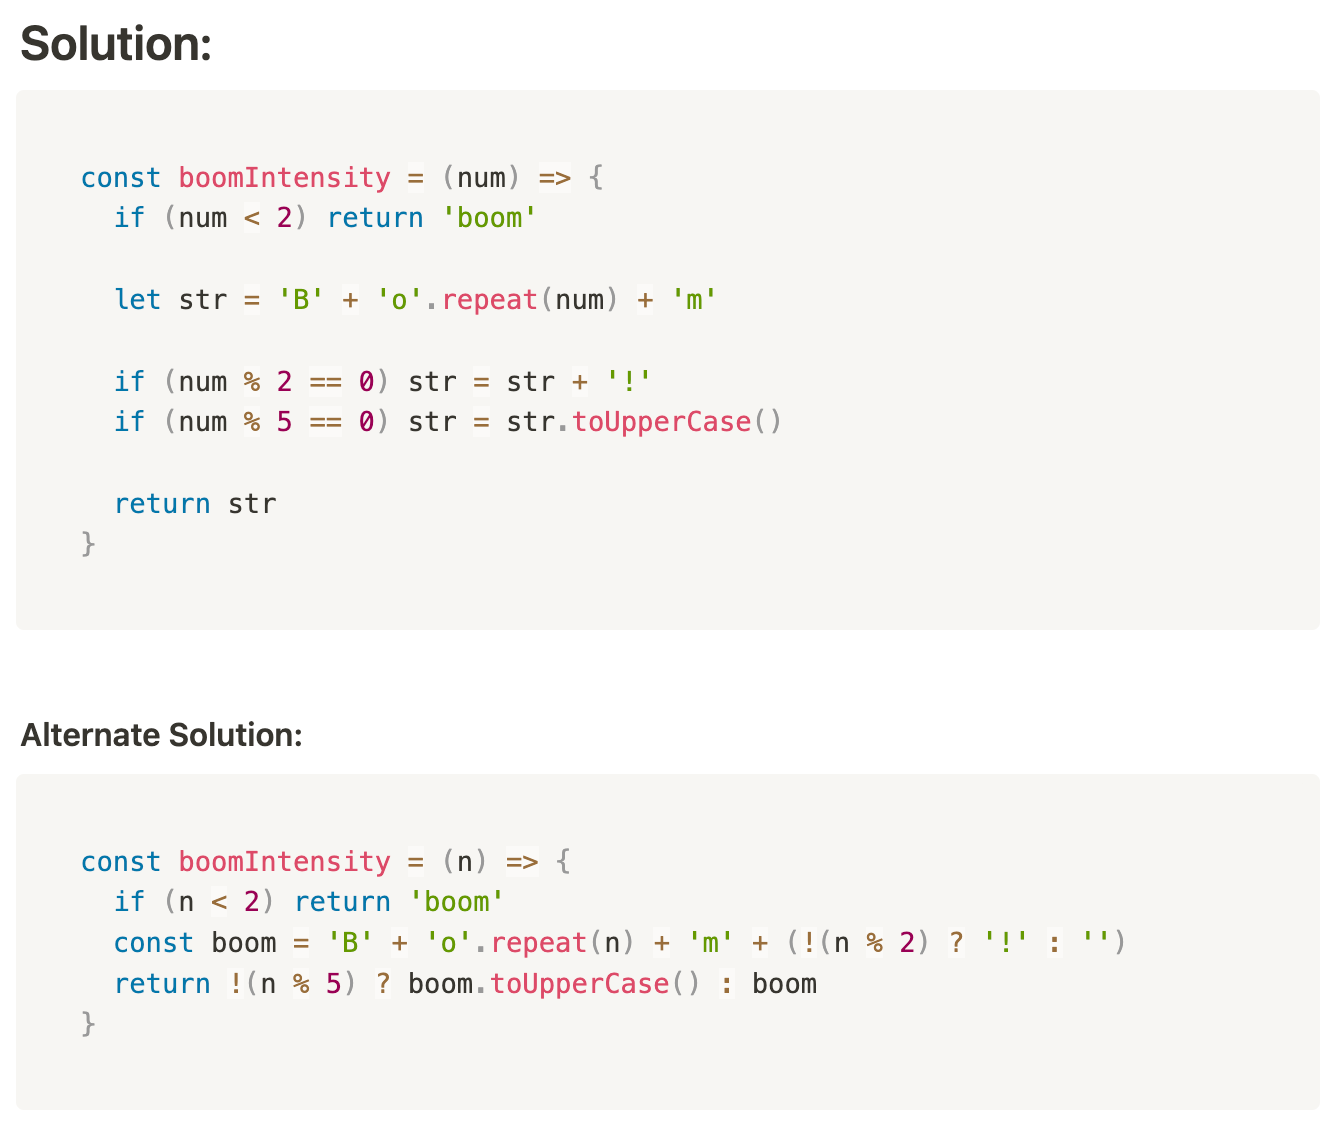 Solution:
const boomIntensity = (num) => {
  if (num < 2) return 'boom'

  let str = 'B' + 'o'.repeat(num) + 'm'

  if (num % 2 == 0) str = str + '!'
  if (num % 5 == 0) str = str.toUpperCase()

  return str
}
Alternate Solution:
const boomIntensity = (n) => {
  if (n < 2) return 'boom'
  const boom = 'B' + 'o'.repeat(n) + 'm' + (!(n % 2) ? '!' : '')
  return !(n % 5) ? boom.toUpperCase() : boom
}